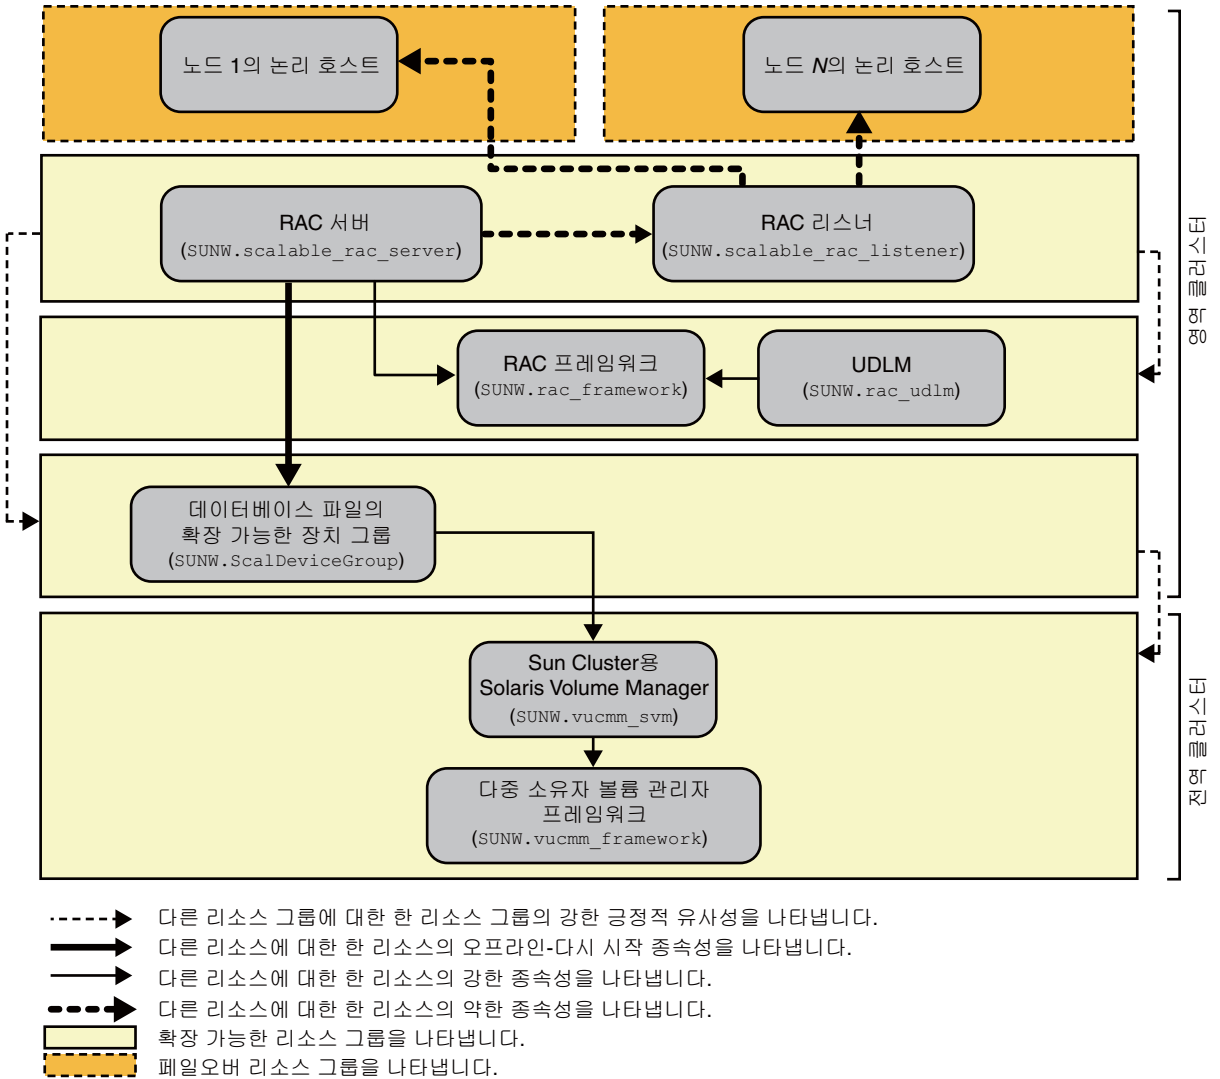 노드 1의 논리 호스트
노드 N의 논리 호스트
RAC 서버
(SUNW.scalable_rac_server)
RAC 리스너
(SUNW.scalable_rac_listener)
영역 클러스터
RAC 프레임워크
(SUNW.rac_framework)
UDLM
(SUNW.rac_udlm)
데이터베이스 파일의
확장 가능한 장치 그룹
(SUNW.ScalDeviceGroup)
Sun Cluster용
Solaris Volume Manager
(SUNW.vucmm_svm)
전역 클러스터
다중 소유자 볼륨 관리자
프레임워크
(SUNW.vucmm_framework)
다른 리소스 그룹에 대한 한 리소스 그룹의 강한 긍정적 유사성을 나타냅니다.
다른 리소스에 대한 한 리소스의 오프라인-다시 시작 종속성을 나타냅니다.
다른 리소스에 대한 한 리소스의 강한 종속성을 나타냅니다.
다른 리소스에 대한 한 리소스의 약한 종속성을 나타냅니다.
확장 가능한 리소스 그룹을 나타냅니다.
페일오버 리소스 그룹을 나타냅니다.